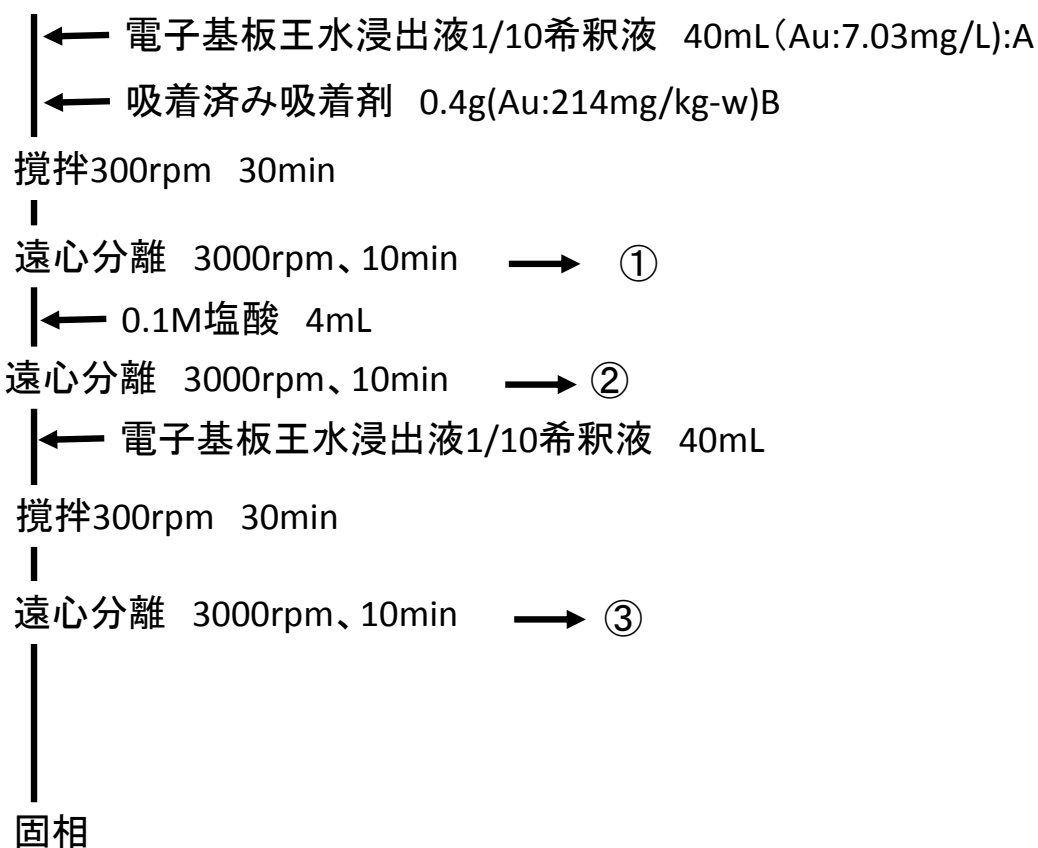 電子基板王水浸出液1/10希釈液 40mL(Au:7.03mg/L):A
吸着済み吸着剤 0.4g(Au:214mg/kg-w)B
撹拌300rpm 30min
遠心分離 3000rpm、10min ①
0.1M塩酸 4mL
遠心分離 3000rpm、10min ②
電子基板王水浸出液1/10希釈液 40mL
撹拌300rpm 30min
遠心分離 3000rpm、10min ③
固相